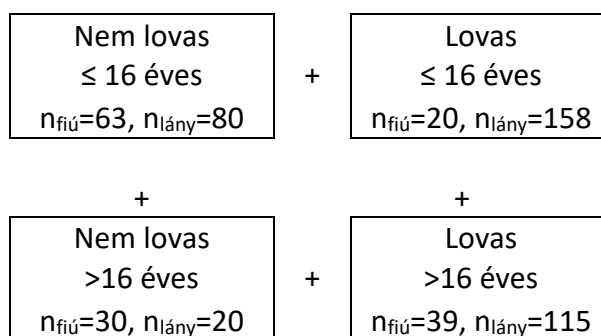 Nem lovas
≤ 16 éves
nfiú=63, nlány=80
+
Lovas
≤ 16 éves
nfiú=20, nlány=158
+
+
Nem lovas
>16 éves
nfiú=30, nlány=20
+
Lovas
>16 éves
nfiú=39, nlány=115